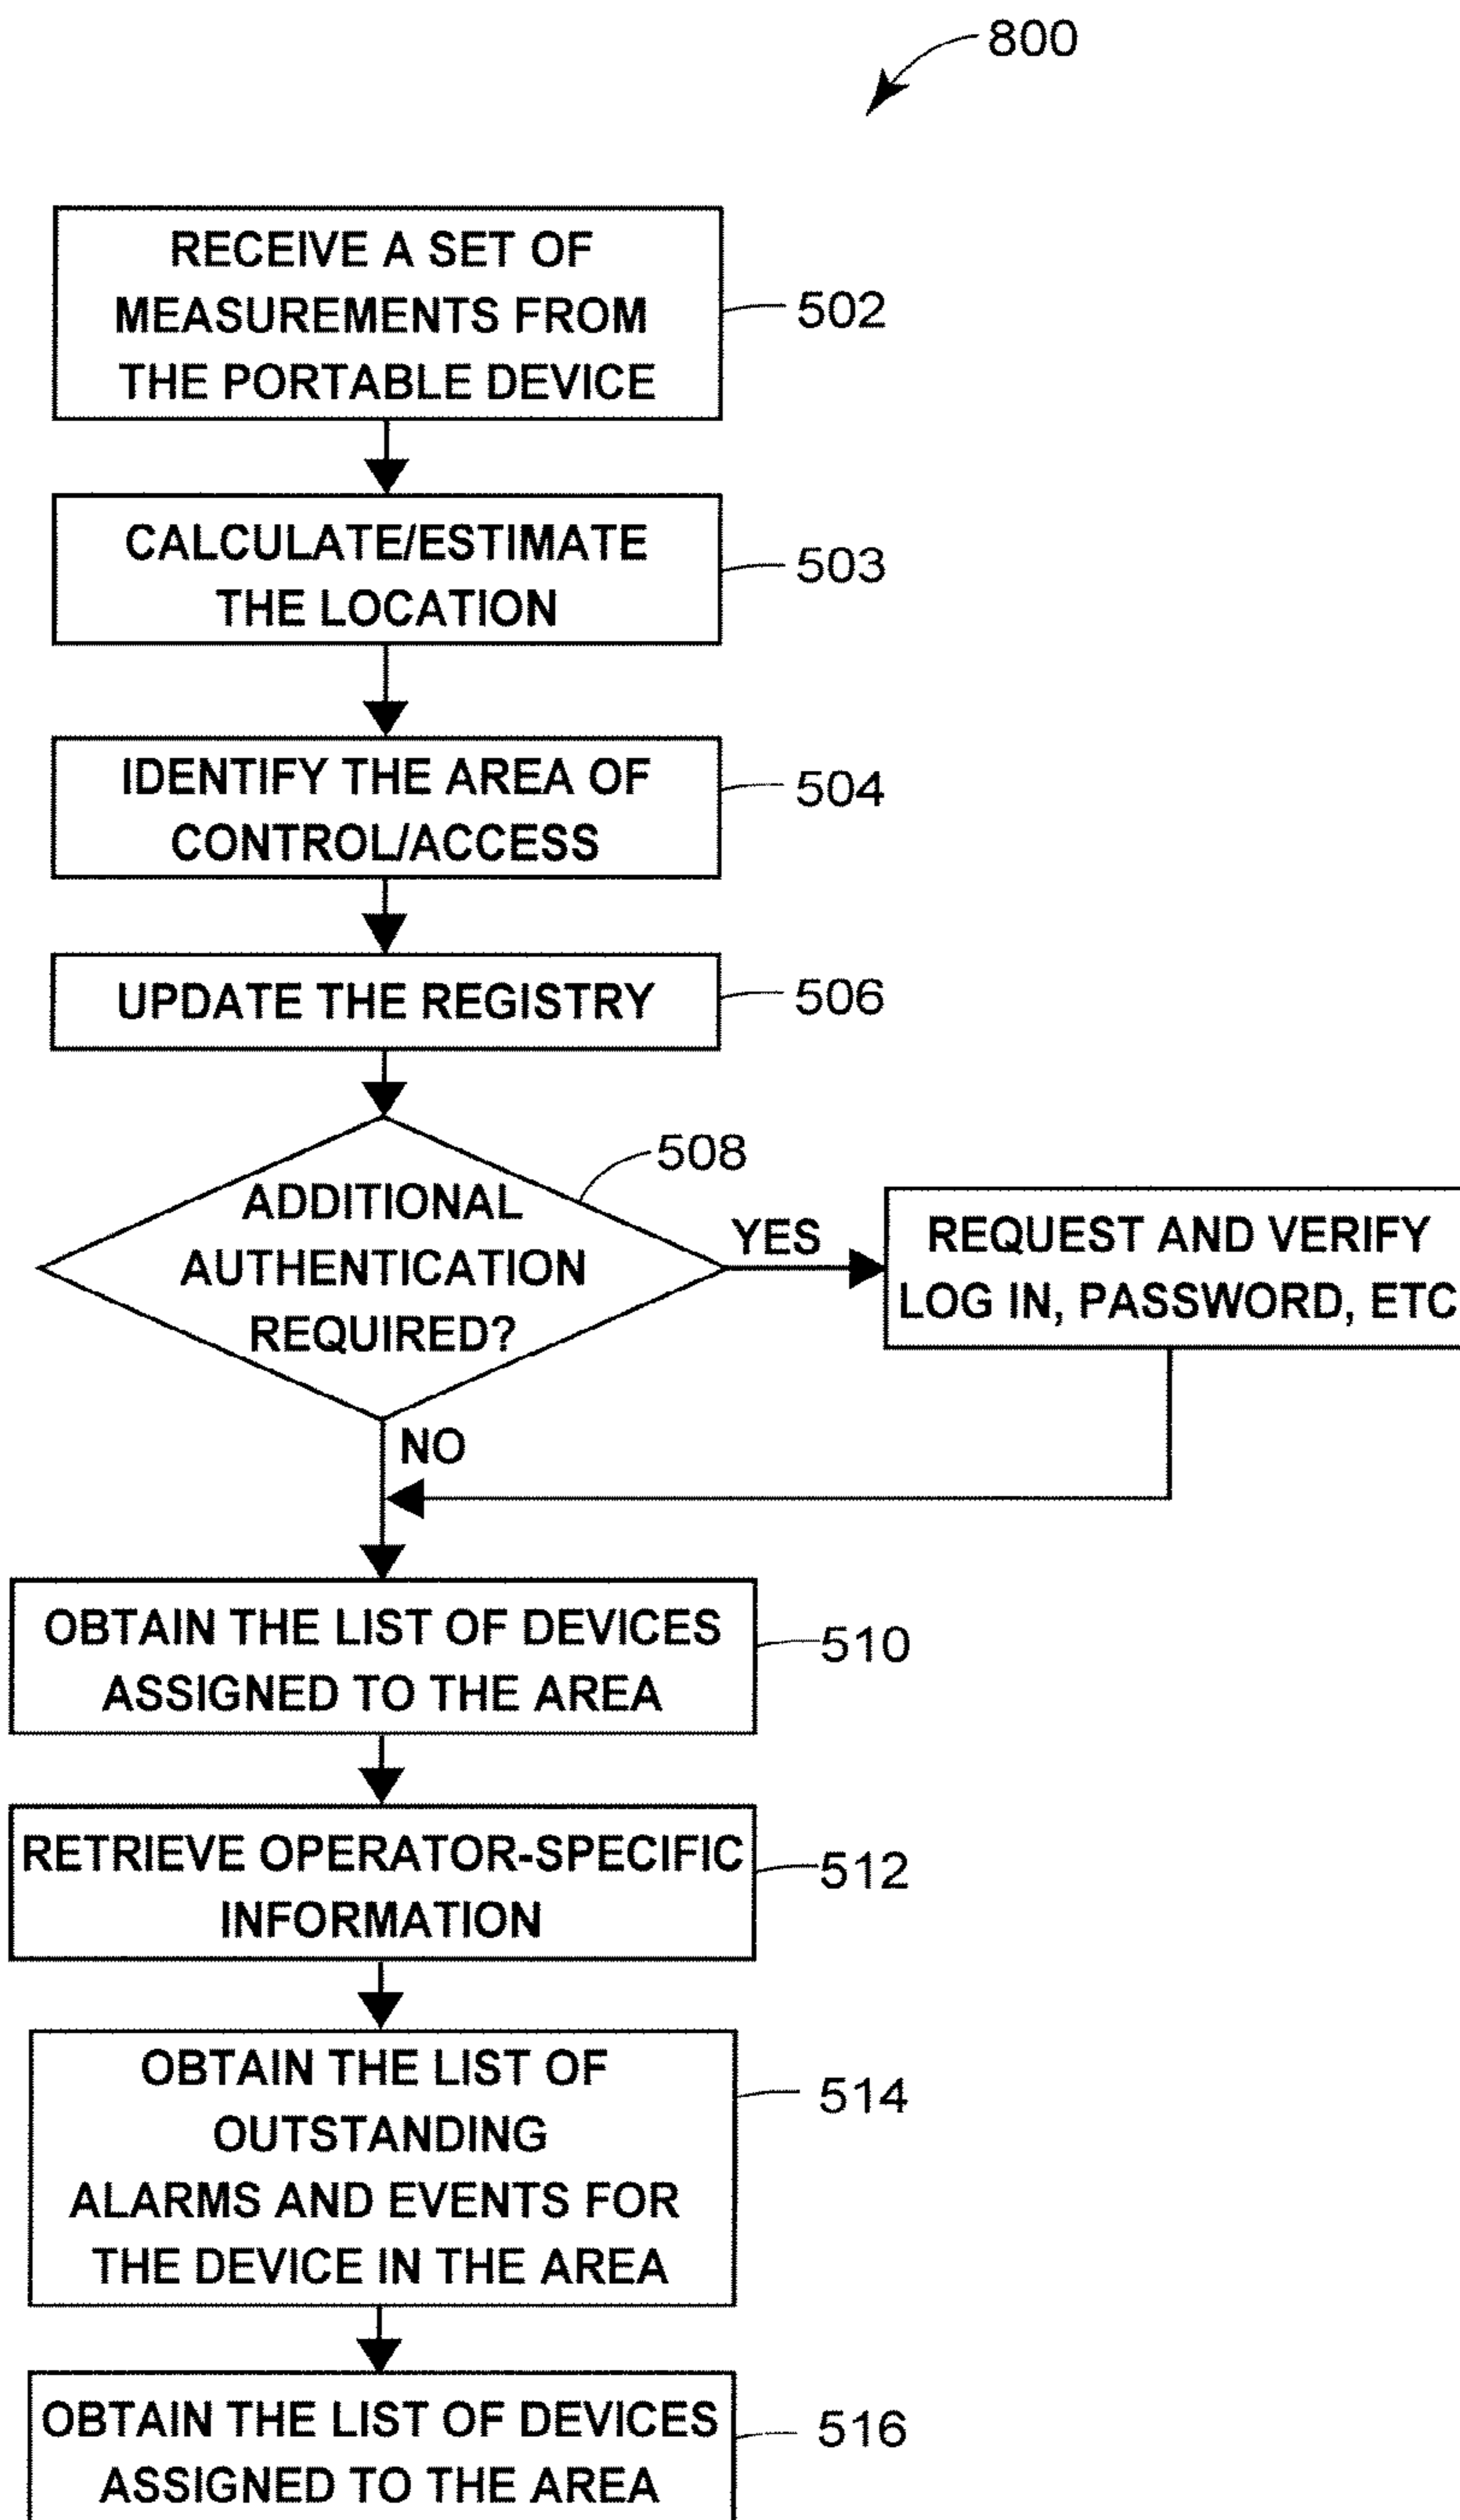 800
RECEIVE A SET OF
MEASUREMENTS FROM
THE PORTABLE DEVICE
502
CALCULATE/ESTIMATE
THE LOCATION
503
IDENTIFY THE AREA OF
CONTROL/ACCESS
504
UPDATE THE REGISTRY
506
508
ADDITIONAL
AUTHENTICATION
REQUIRED?
YES
REQUEST AND VERIFY
LOG IN, PASSWORD, ETC
NO
OBTAIN THE LIST OF DEVICES
ASSIGNED TO THE AREA
510
RETRIEVE OPERATOR-SPECIFIC
INFORMATION
512
OBTAIN THE LIST OF
OUTSTANDING
ALARMS AND EVENTS FOR
THE DEVICE IN THE AREA
514
OBTAIN THE LIST OF DEVICES
ASSIGNED TO THE AREA
516